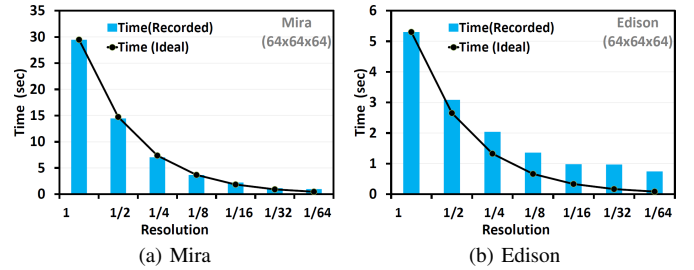 35
30
25
20
15
10
5
0
Time (sec)
Time(Recorded)
Time (Ideal)
Mira
(64x64x64)
1 1/2 1/4 1/8 1/16 1/32 1/64
Resolution
(a) Mira
6
5
4
3
2
1
0
Time (sec)
Time(Recorded)
Time (Ideal)
Edison
(64x64x64)
1 1/2 1/4 1/8 1/16 1/32 1/64
Resolution
(b) Edison